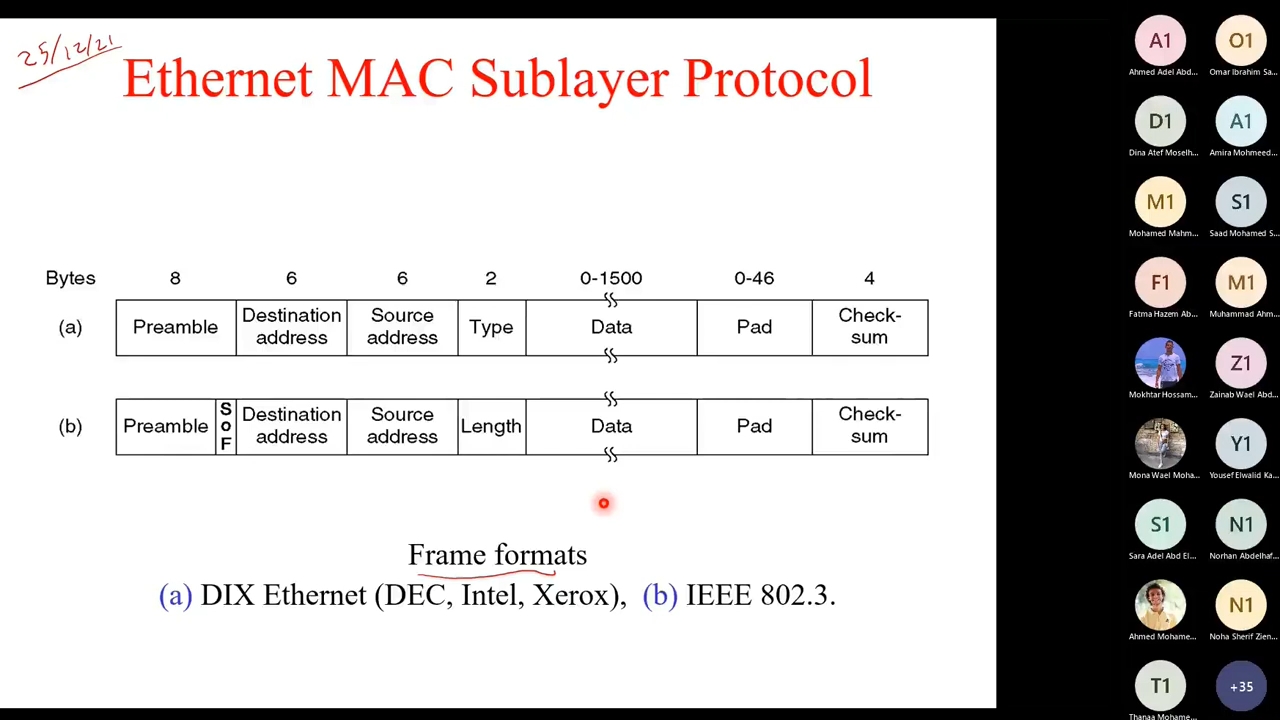 25/12/21
Ethernet MAC Sublayer Protocol
Bytes 8 6 6 2 0-1500 0-46 4
(a) Preamble Destination address Source address Type Data Pad Check-sum
(b) Preamble SoF Destination address Source address Length Data Pad Check-sum
Frame formats
(a) DIX Ethernet (DEC, Intel, Xerox), (b) IEEE 802.3.
A1 O1
Ahmed Adel Abd... Omar Ibrahim Sa...
D1 A1
Dina Atef Moselh... Amira Mohmeed...
M1 S1
Mohamed Mahm... Saad Mohamed S...
F1 M1
Fatma Hazem Ab... Muhammad Ahm...
Z1
Mokhtar Hossam... Zainab Wael Abd...
Y1
Mona Wael Moha... Yousef Elwalid Ka...
S1 N1
Sara Adel Abd El... Norhan Abdelhaf...
N1
Ahmed Mohame... Noha Sherif Zien...
T1 +35
Thanaa Mohame...